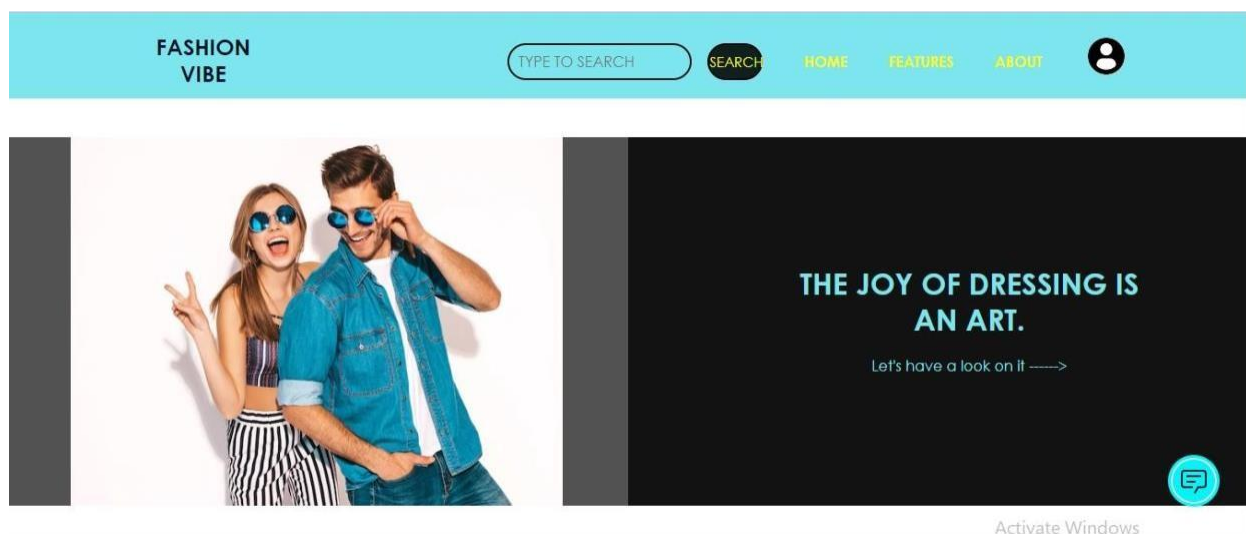 FASHION
VIBE
TYPE TO SEARCH
SEARCH
HOME
FEATURES
ABOUT
THE JOY OF DRESSING IS
AN ART.
Let's have a look on it ------>
Activate Windows